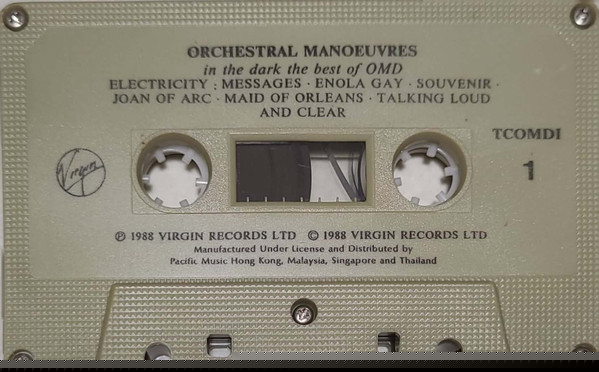 ORCHESTRAL MANOEUVRES
in the dark the best of OMD
ELECTRICITY ; MESSAGES · ENOLA GAY · SOUVENIR ·
JOAN OF ARC · MAID OF ORLEANS · TALKING LOUD
AND CLEAR
TCOMDI
1
Virgin
℗ 1988 VIRGIN RECORDS LTD © 1988 VIRGIN RECORDS LTD
Manufactured Under License and Distributed by
Pacific Music Hong Kong, Malaysia, Singapore and Thailand